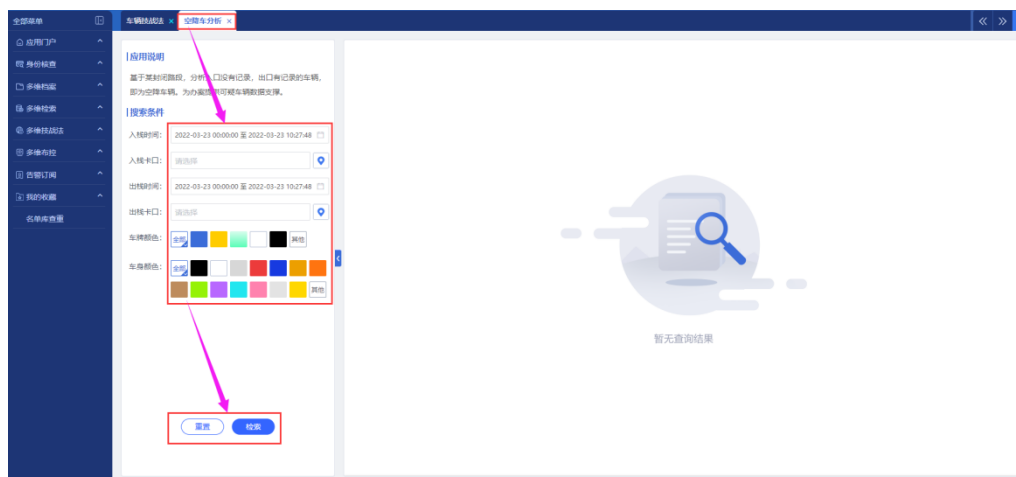 全部菜单
车辆技战法 ×
空降车分析 ×
应用门户
身份核查
多维档案
多维检索
多维技战法
多维布控
告警订阅
我的收藏
名单库查重
应用说明
基于某封闭路段，分析入口没有记录，出口有记录的车辆，
即为空降车辆。为办案提供可疑车辆数据支撑。
搜索条件
入栈时间： 2022-03-23 00:00:00 至 2022-03-23 10:27:48
入栈卡口： 请选择
出栈时间： 2022-03-23 00:00:00 至 2022-03-23 10:27:48
出栈卡口： 请选择
车牌颜色： 全部 其他
车身颜色： 全部
其他
重置 检索
暂无查询结果